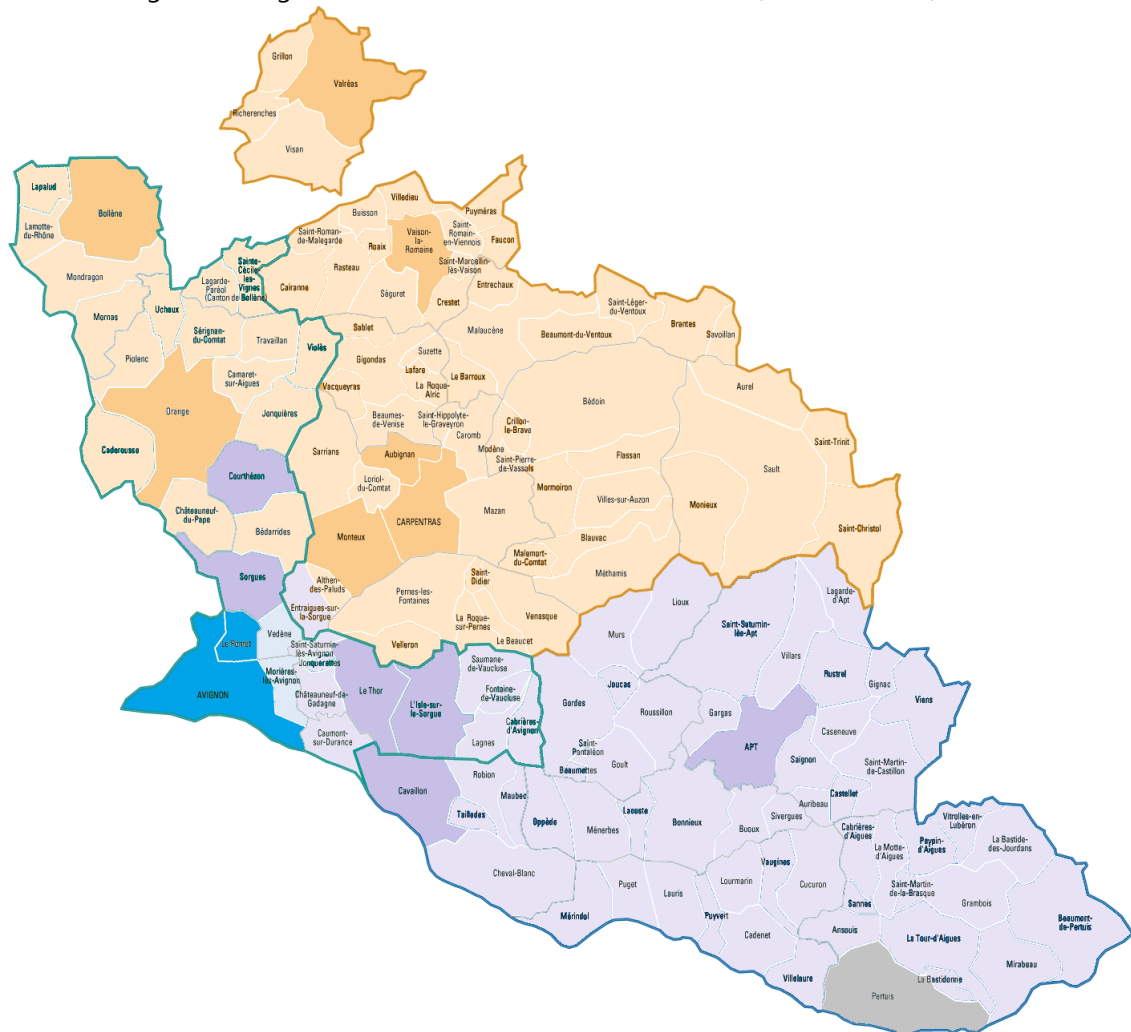 Grillon
Valréas
Richerenches
Visan
Lapalud
Bollène
Lamotte-
du-Rhône
Mondragon
Mornas
Piolenc
Uchaux
Lagarde-
Paréol
(Canton de Bollène)
Sainte-
Cécile-
les-
Vignes
Sérignan-
du-Comtat
Travaillan
Violès
Camaret-
sur-Aigues
Orange
Jonquières
Caderousse
Courthézon
Châteauneuf-
du-Pape
Bédarrides
Sorgues
Buisson
Villedieu
Saint-Roman-
de-Malegarde
Roaix
Vaison-
la-
Romaine
Puyméras
Saint-
Romain-
en-Viennois
Faucon
Saint-Marcellin-
lès-Vaison
Cairanne
Rasteau
Séguret
Crestet
Entrechaux
Sablet
Malaucène
Beaumont-du-Ventoux
Saint-Léger-
du-Ventoux
Brantes
Savoillan
Gigondas
Suzette
Lafare
La Roque-
Alric
Le Barroux
Vacqueyras
Beaumes-
de-Venise
Saint-Hippolyte-
le-Graveyron
Caromb
Crillon-
le-Brave
Bédoin
Aurel
Sarrians
Aubignan
Modène
Saint-Pierre-
de-Vassols
Flassan
Saint-Trinit
Sault
Loriol-
du-Comtat
CARPENTRAS
Mazan
Mormoiron
Villes-sur-Auzon
Monieux
Saint-Christol
Monteux
Blauvac
Malemort-
du-Comtat
Méthamis
Althen-
des-Paluds
Pernes-les-
Fontaines
Saint-
Didier
Entraigues-sur-
la-Sorgue
La Roque-
sur-Pernes
Venasque
Le Beaucet
Velleron
Le Pontet
Vedène
Saint-Saturnin-
lès-Avignon
Jonquerettes
Morières-
lès-Avignon
AVIGNON
Châteauneuf-de-
Gadagne
Caumont-
sur-Durance
Le Thor
L'Isle-sur-
la-Sorgue
Saumane-
de-Vaucluse
Fontaine-
de-Vaucluse
Lagnes
Cabrières-
d'Avignon
Lioux
Murs
Saint-Saturnin-
lès-Apt
Lagarde-
d'Apt
Villars
Rustrel
Gignac
Viens
Joucas
Gordes
Roussillon
Gargas
APT
Caseneuve
Saint-
Pantaléon
Goult
Saignon
Saint-Martin-
de-Castillon
Beaumettes
Cavaillon
Robion
Maubec
Taillades
Oppède
Ménerbes
Lacoste
Bonnieux
Buoux
Sivergues
Auribeau
Castellet
Cabrières-
d'Aigues
La Motte-
d'Aigues
Peypin-
d'Aigues
Vitrolles-en-
Lubéron
La Bastide-
des-Jourdans
Cheval-Blanc
Mérindol
Puget
Lauris
Lourmarin
Vaugines
Cucuron
Saint-Martin-
de-la-Brasque
Sannes
Grambois
Puyvert
Cadenet
Ansouis
La Tour-d'Aigues
Beaumont-
de-Pertuis
Mirabeau
Villelaure
Pertuis
La Bastidonne